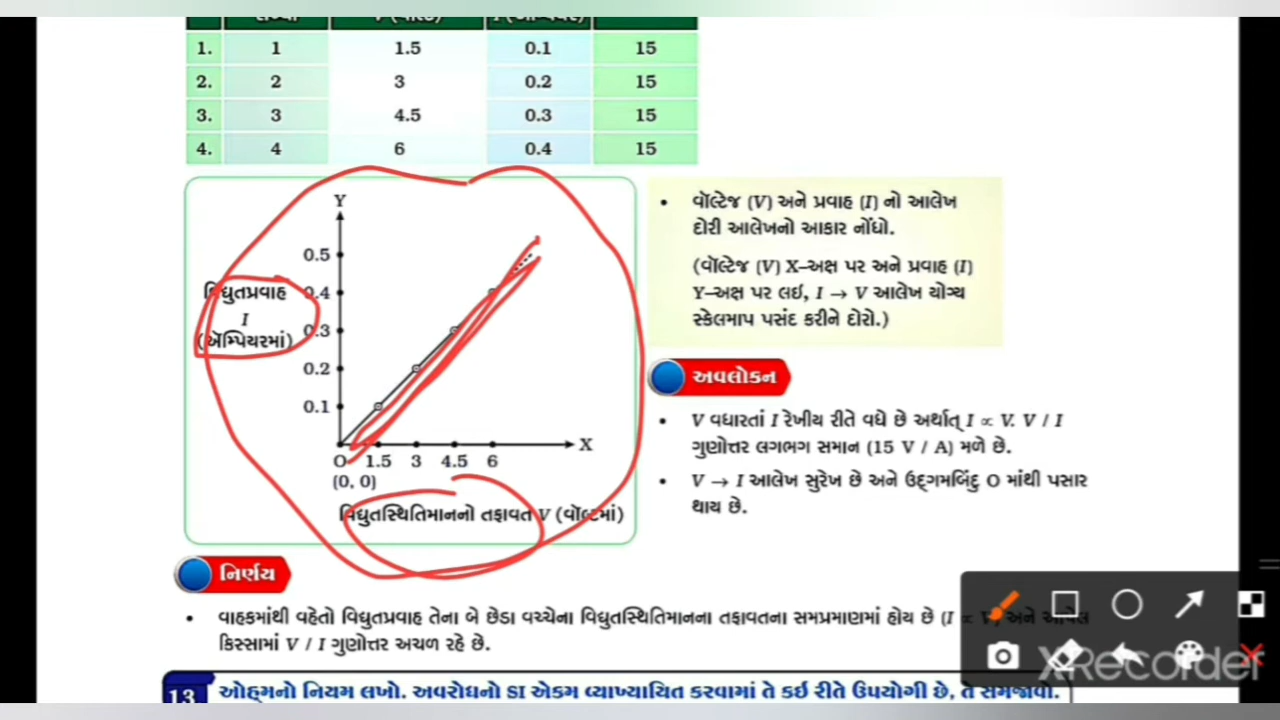 1. 1 1.5 0.1 15
2. 2 3 0.2 15
3. 3 4.5 0.3 15
4. 4 6 0.4 15
Y
0.5
0.4
0.3
0.2
0.1
વિદ્યુતપ્રવાહ
I
(ઍમ્પિયરમાં)
X
O 1.5 3 4.5 6
(0, 0)
વિદ્યુતસ્થિતિમાનનો તફાવત V (વૉલ્ટમાં)
• વૉલ્ટેજ (V) અને પ્રવાહ (I) નો આલેખ
દોરી આલેખનો આકાર નોંધો.
(વૉલ્ટેજ (V) X–અક્ષ પર અને પ્રવાહ (I)
Y–અક્ષ પર લઇ, I → V આલેખ યોગ્ય
સ્કેલમાપ પસંદ કરીને દોરો.)
અવલોકન
• V વધારતાં I રેખીય રીતે વધે છે અર્થાત્ I ∝ V. V / I
ગુણોત્તર લગભગ સમાન (15 V / A) મળે છે.
• V → I આલેખ સુરેખ છે અને ઉદ્ગમબિંદુ O માંથી પસાર
થાય છે.
નિર્ણય
• વાહકમાંથી વહેતો વિદ્યુતપ્રવાહ તેના બે છેડા વચ્ચેના વિદ્યુતસ્થિતિમાનના તફાવતના સમપ્રમાણમાં હોય છે (I ∝ V) અને
કિસ્સામાં V / I ગુણોત્તર અચળ રહે છે.
13 ઓહ્મનો નિયમ લખો. અવરોધનો SI એકમ વ્યાખ્યાયિત કરવામાં તે કઇ રીતે ઉપયોગી છે, તે સમજાવો.
XRecorder